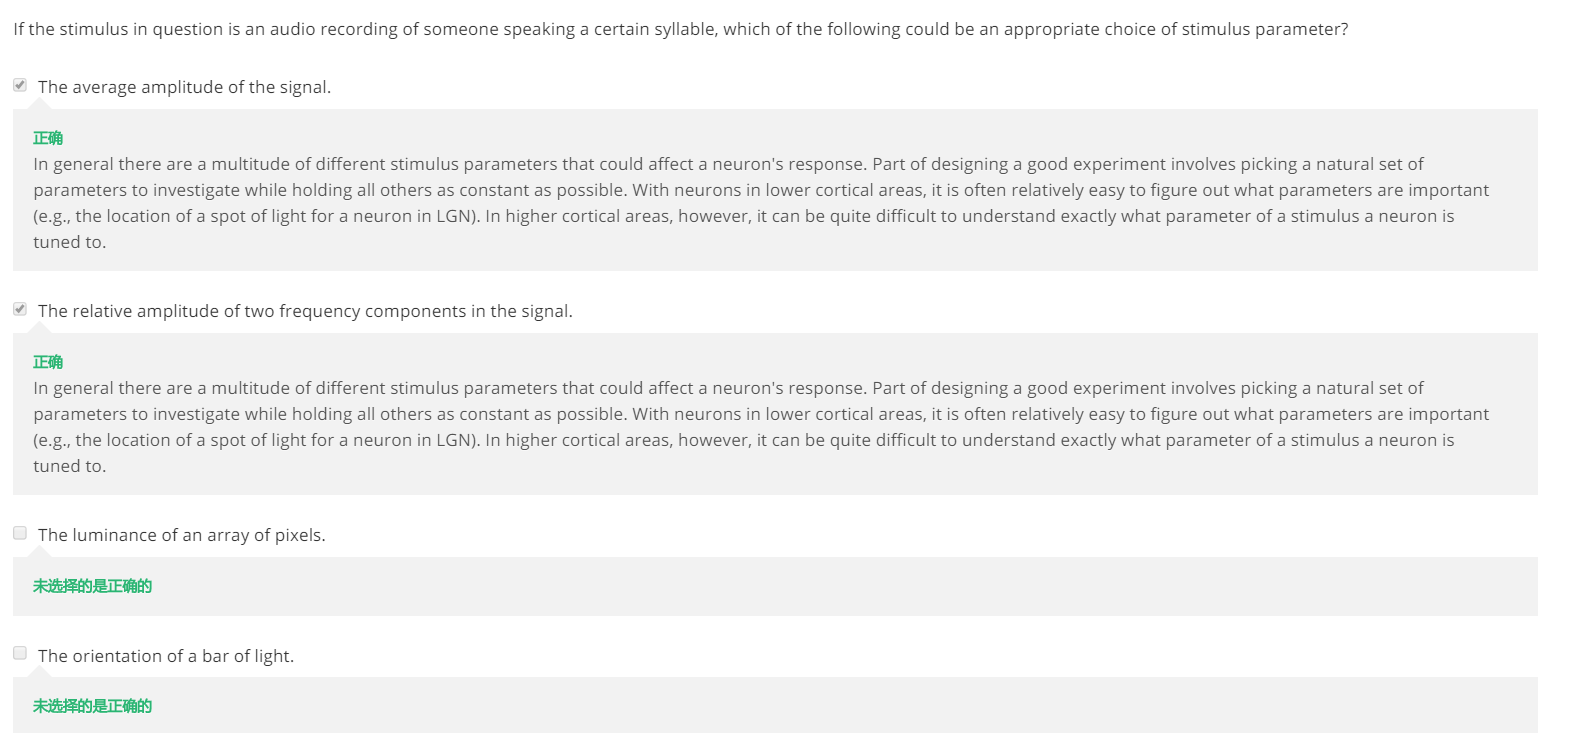 If the stimulus in question is an audio recording of someone speaking a certain syllable, which of the following could be an appropriate choice of stimulus parameter?
The average amplitude of the signal.
正确
In general there are a multitude of different stimulus parameters that could affect a neuron's response. Part of designing a good experiment involves picking a natural set of
parameters to investigate while holding all others as constant as possible. With neurons in lower cortical areas, it is often relatively easy to figure out what parameters are important
(e.g., the location of a spot of light for a neuron in LGN). In higher cortical areas, however, it can be quite difficult to understand exactly what parameter of a stimulus a neuron is
tuned to.
The relative amplitude of two frequency components in the signal.
正确
In general there are a multitude of different stimulus parameters that could affect a neuron's response. Part of designing a good experiment involves picking a natural set of
parameters to investigate while holding all others as constant as possible. With neurons in lower cortical areas, it is often relatively easy to figure out what parameters are important
(e.g., the location of a spot of light for a neuron in LGN). In higher cortical areas, however, it can be quite difficult to understand exactly what parameter of a stimulus a neuron is
tuned to.
The luminance of an array of pixels.
未选择的是正确的
The orientation of a bar of light.
未选择的是正确的